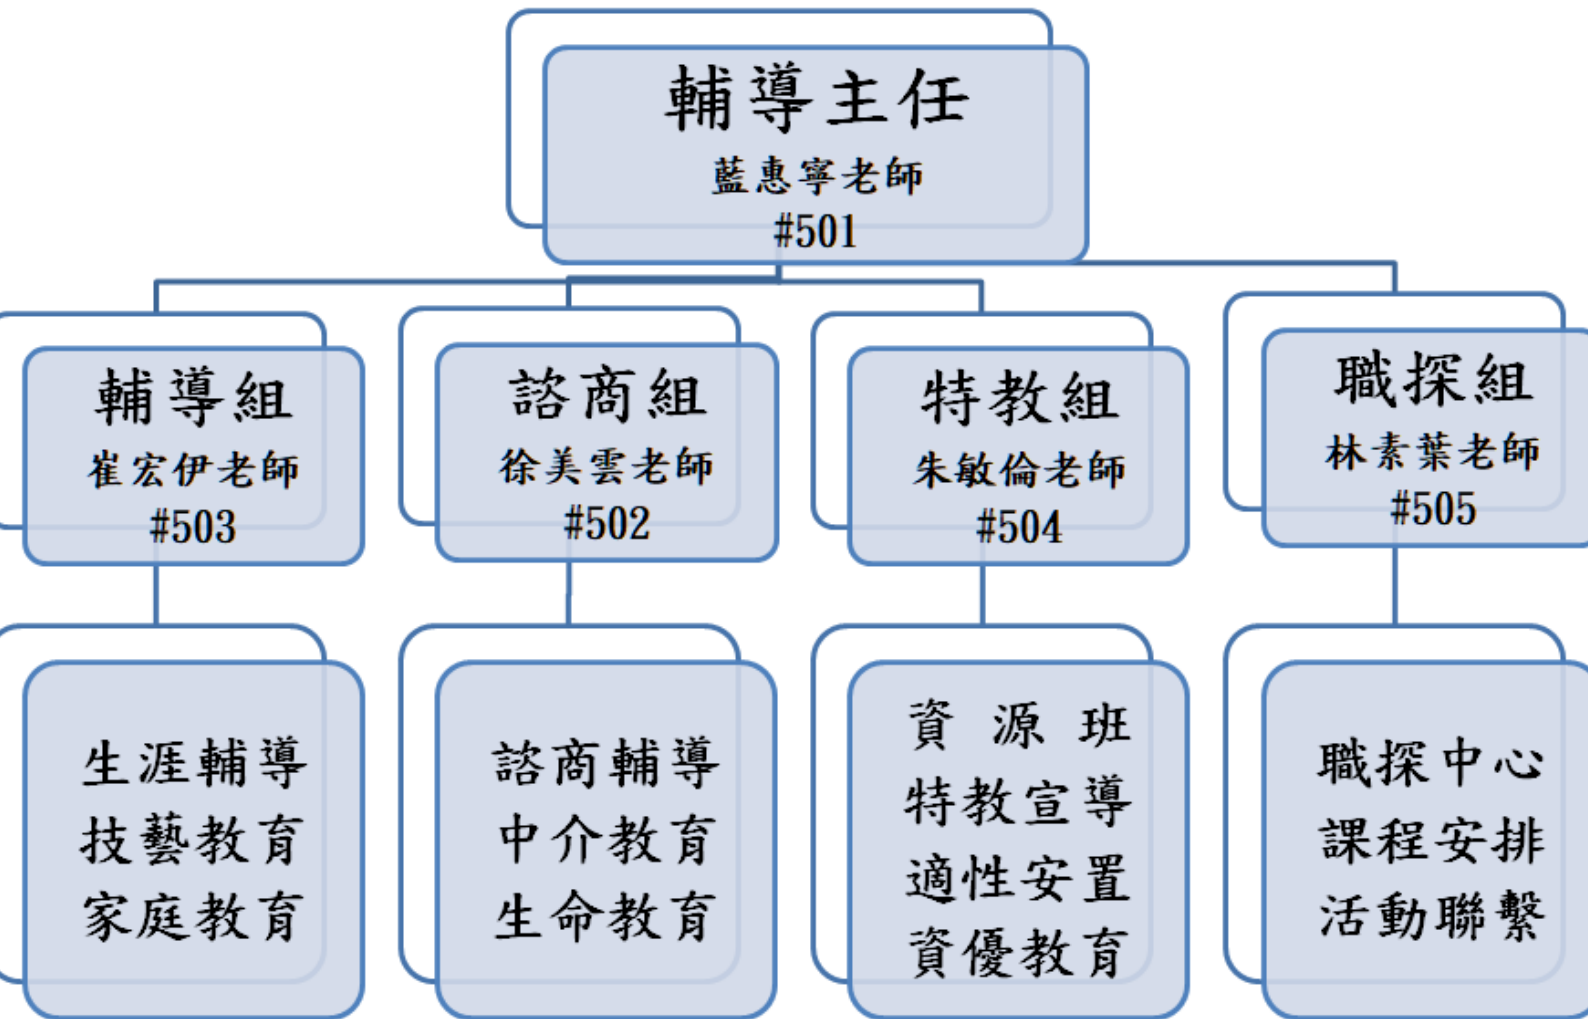 輔導主任
藍惠寧老師
#501
輔導組
崔宏伊老師
#503
諮商組
徐美雲老師
#502
特教組
朱敏倫老師
#504
職探組
林素葉老師
#505
生涯輔導
技藝教育
家庭教育
諮商輔導
中介教育
生命教育
資 源 班
特教宣導
適性安置
資優教育
職探中心
課程安排
活動聯繫